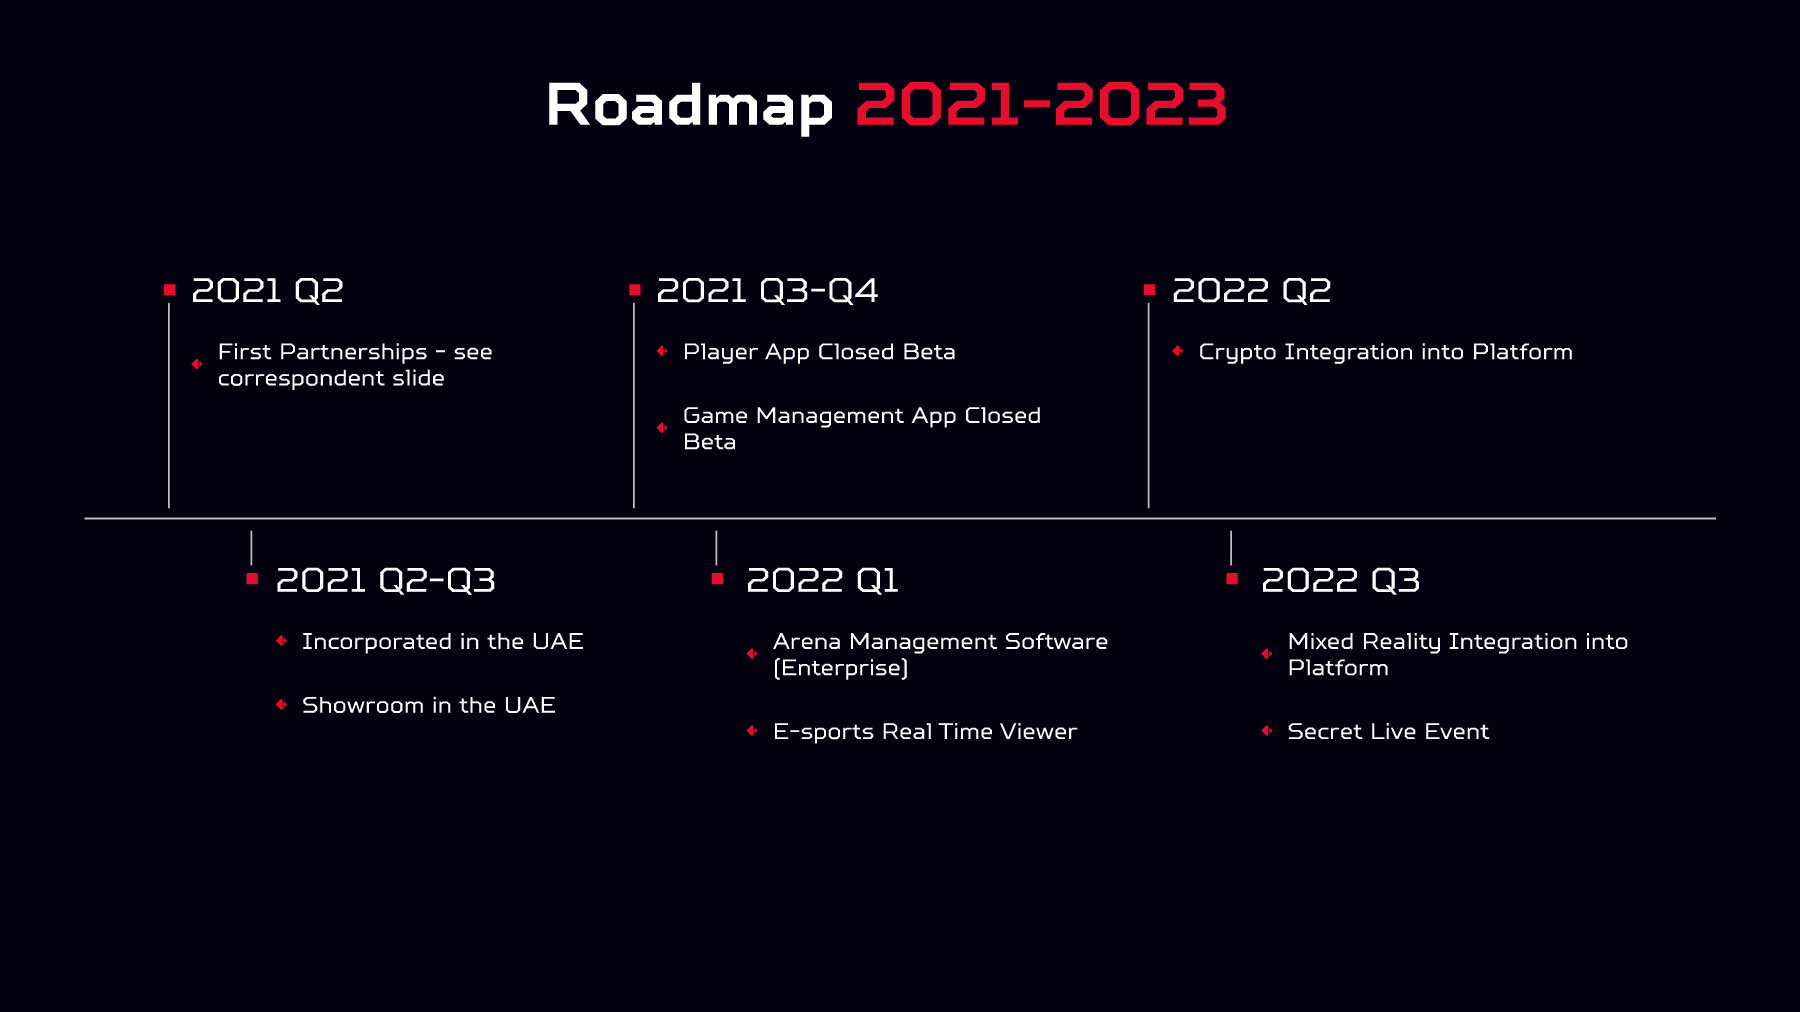 Roadmap 2021-2023
2021 Q2
First Partnerships - see
correspondent slide
2021 Q3-Q4
Player App Closed Beta
Game Management App Closed
Beta
2022 Q2
Crypto Integration into Platform
2021 Q2-Q3
Incorporated in the UAE
Showroom in the UAE
2022 Q1
Arena Management Software
(Enterprise)
E-sports Real Time Viewer
2022 Q3
Mixed Reality Integration into
Platform
Secret Live Event